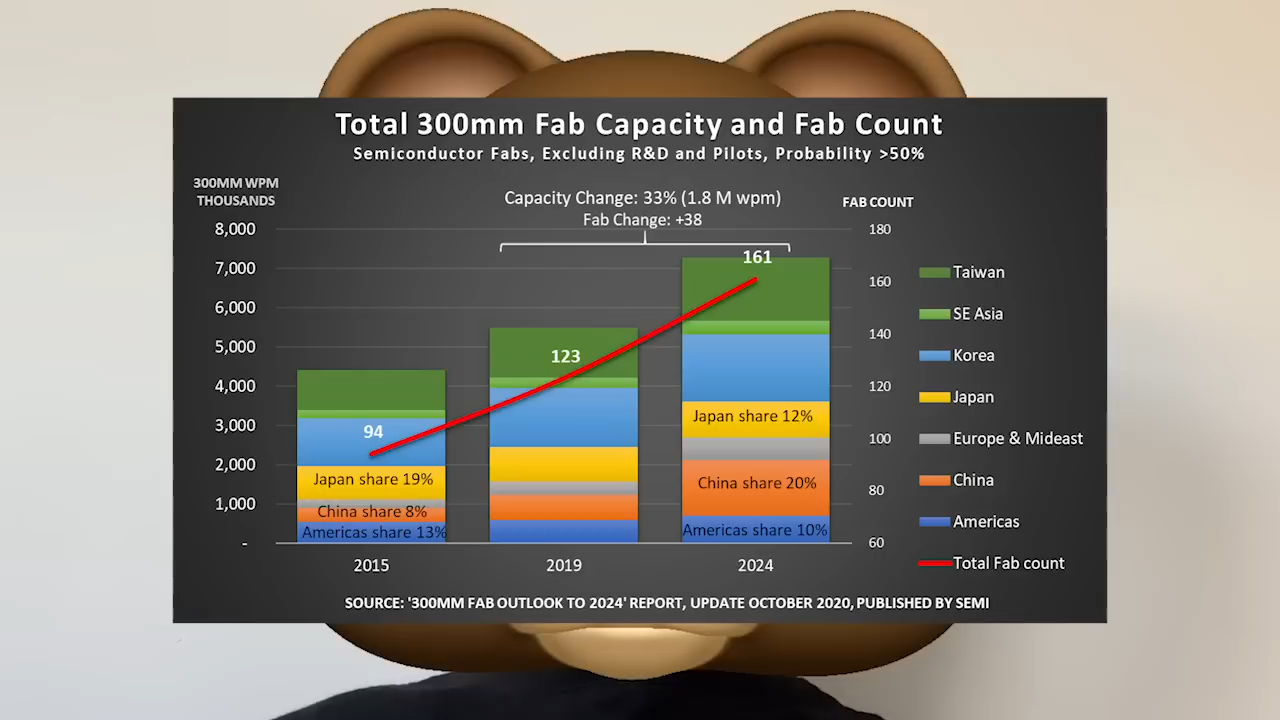 Total 300mm Fab Capacity and Fab Count
Semiconductor Fabs, Excluding R&D and Pilots, Probability >50%
300MM WPM
THOUSANDS
Capacity Change: 33% (1.8 M wpm)
Fab Change: +38
FAB COUNT
8,000
7,000
6,000
5,000
4,000
3,000
2,000
1,000
-
94
Japan share 19%
China share 8%
Americas share 13%
123
161
Japan share 12%
China share 20%
Americas share 10%
180
160
140
120
100
80
60
Taiwan
SE Asia
Korea
Japan
Europe & Mideast
China
Americas
Total Fab count
2015
2019
2024
SOURCE: '300MM FAB OUTLOOK TO 2024' REPORT, UPDATE OCTOBER 2020, PUBLISHED BY SEMI